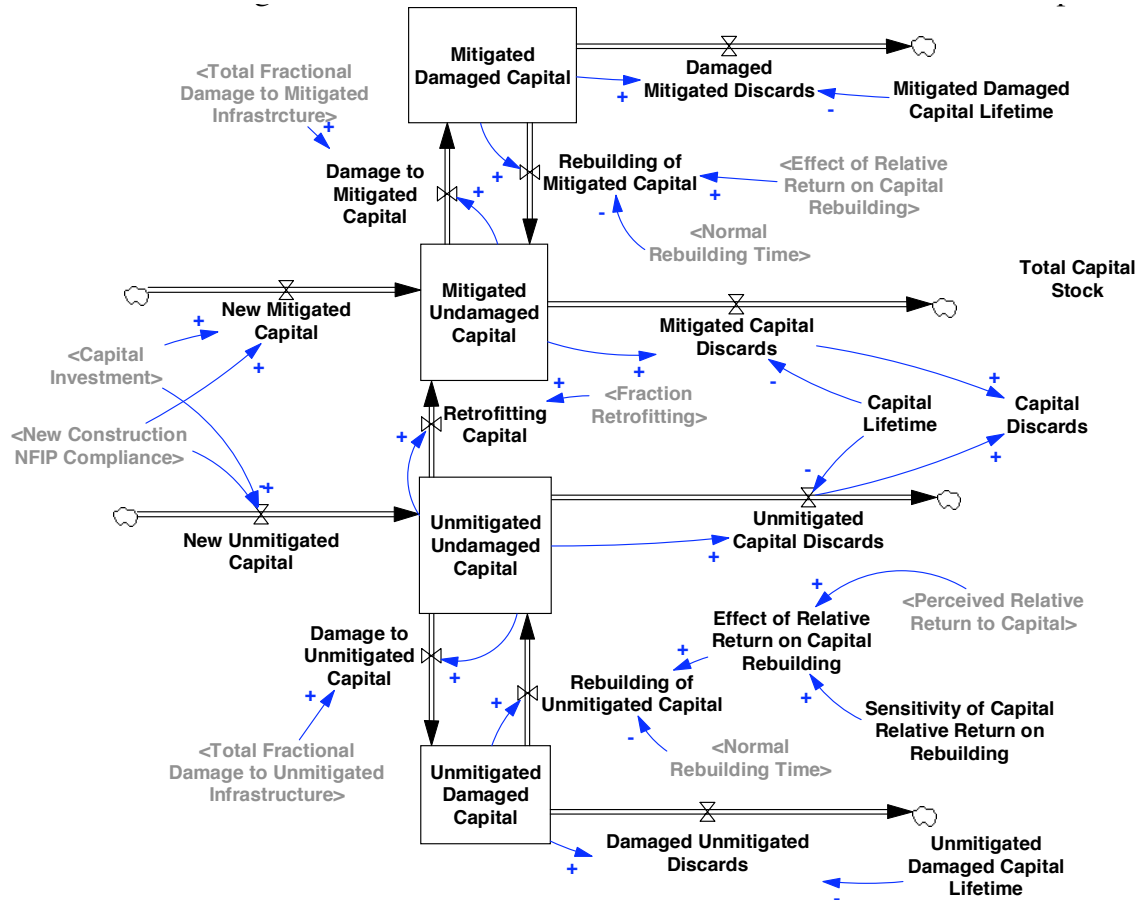 Mitigated
Damaged Capital
Damaged
Mitigated Discards
Mitigated Damaged
Capital Lifetime
<Total Fractional
Damage to Mitigated
Infrastrcture>
Damage to
Mitigated
Capital
Rebuilding of
Mitigated Capital
<Effect of Relative
Return on Capital
Rebuilding>
<Normal
Rebuilding Time>
Total Capital
Stock
New Mitigated
Capital
Mitigated
Undamaged
Capital
Mitigated Capital
Discards
<Capital
Investment>
<New Construction
NFIP Compliance>
Retrofitting
Capital
<Fraction
Retrofitting>
Capital
Lifetime
Capital
Discards
New Unmitigated
Capital
Unmitigated
Undamaged
Capital
Unmitigated
Capital Discards
Damage to
Unmitigated
Capital
Effect of Relative
Return on Capital
Rebuilding
<Perceived Relative
Return to Capital>
Rebuilding of
Unmitigated Capital
Sensitivity of Capital
Relative Return on
Rebuilding
<Total Fractional
Damage to Unmitigated
Infrastructure>
<Normal
Rebuilding Time>
Unmitigated
Damaged
Capital
Damaged Unmitigated
Discards
Unmitigated
Damaged Capital
Lifetime